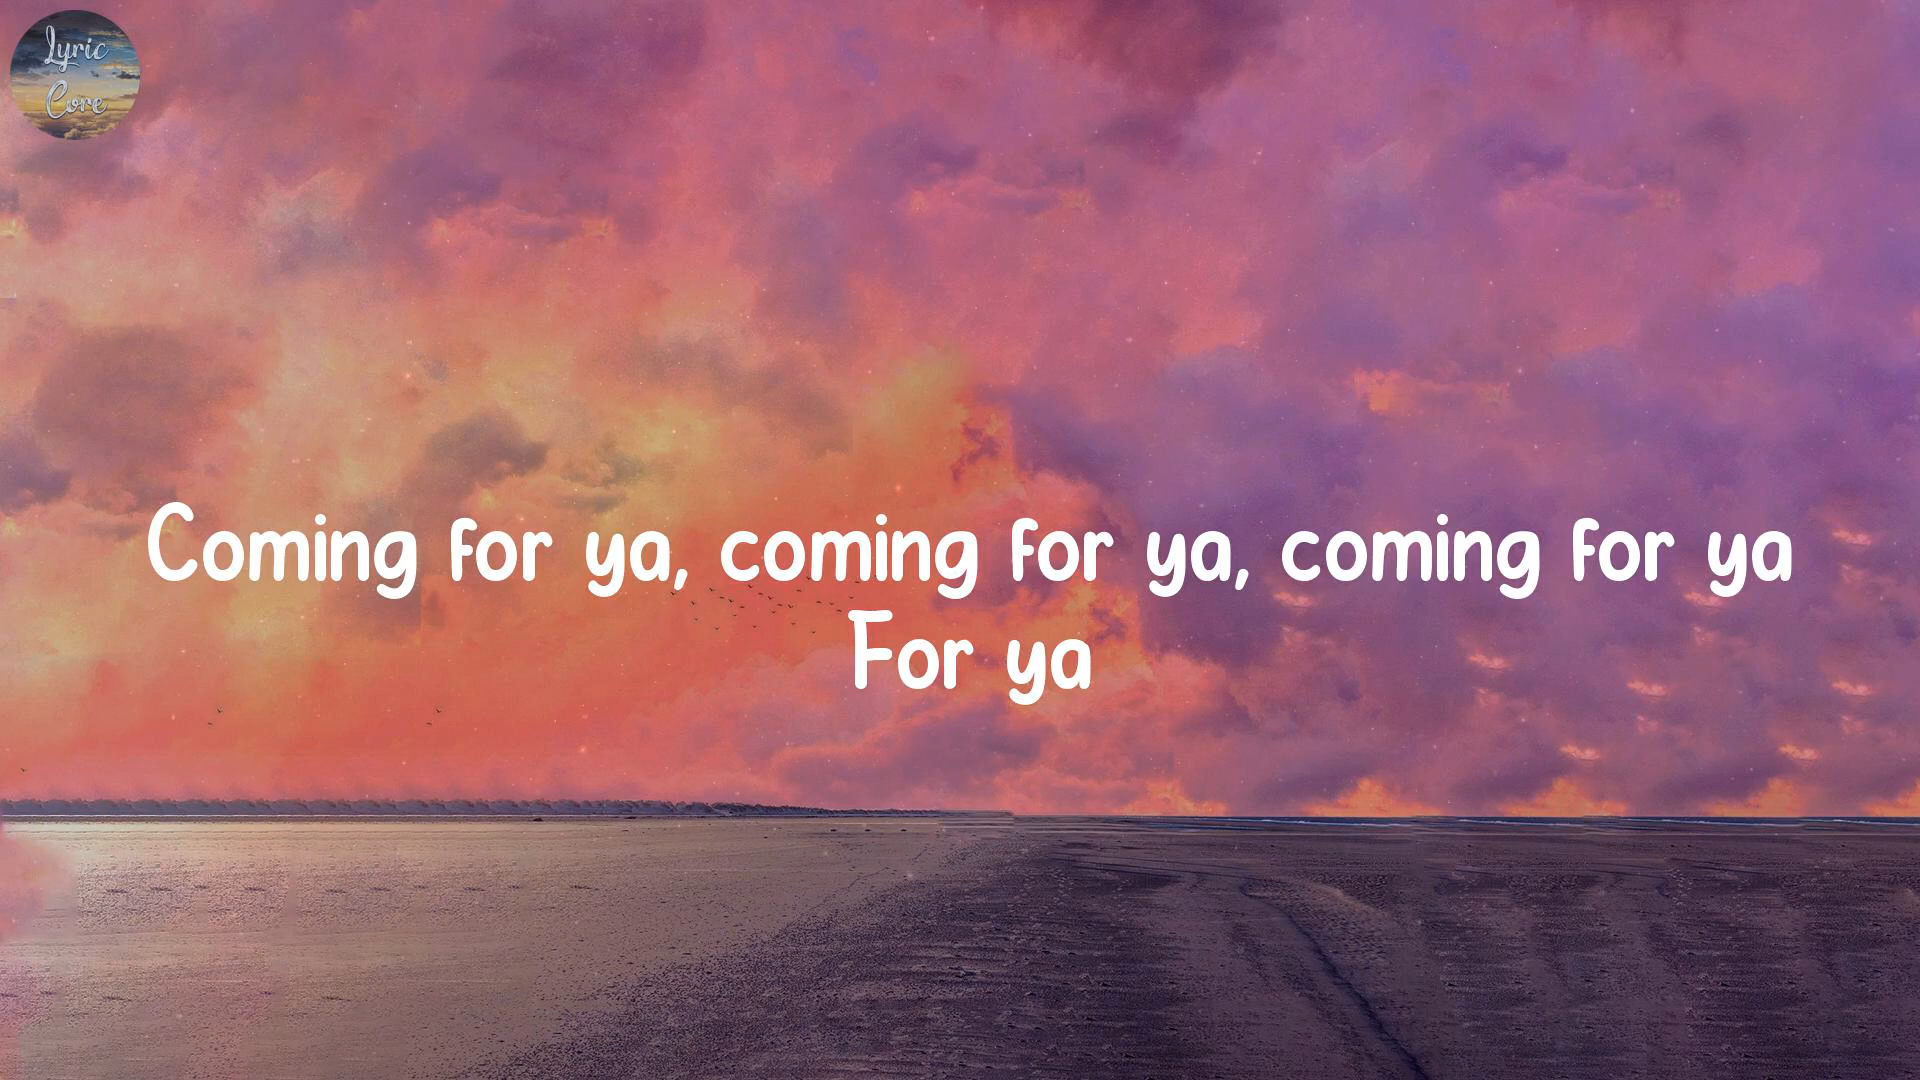 Lyric
Core
Coming for ya, coming for ya, coming for ya
For ya